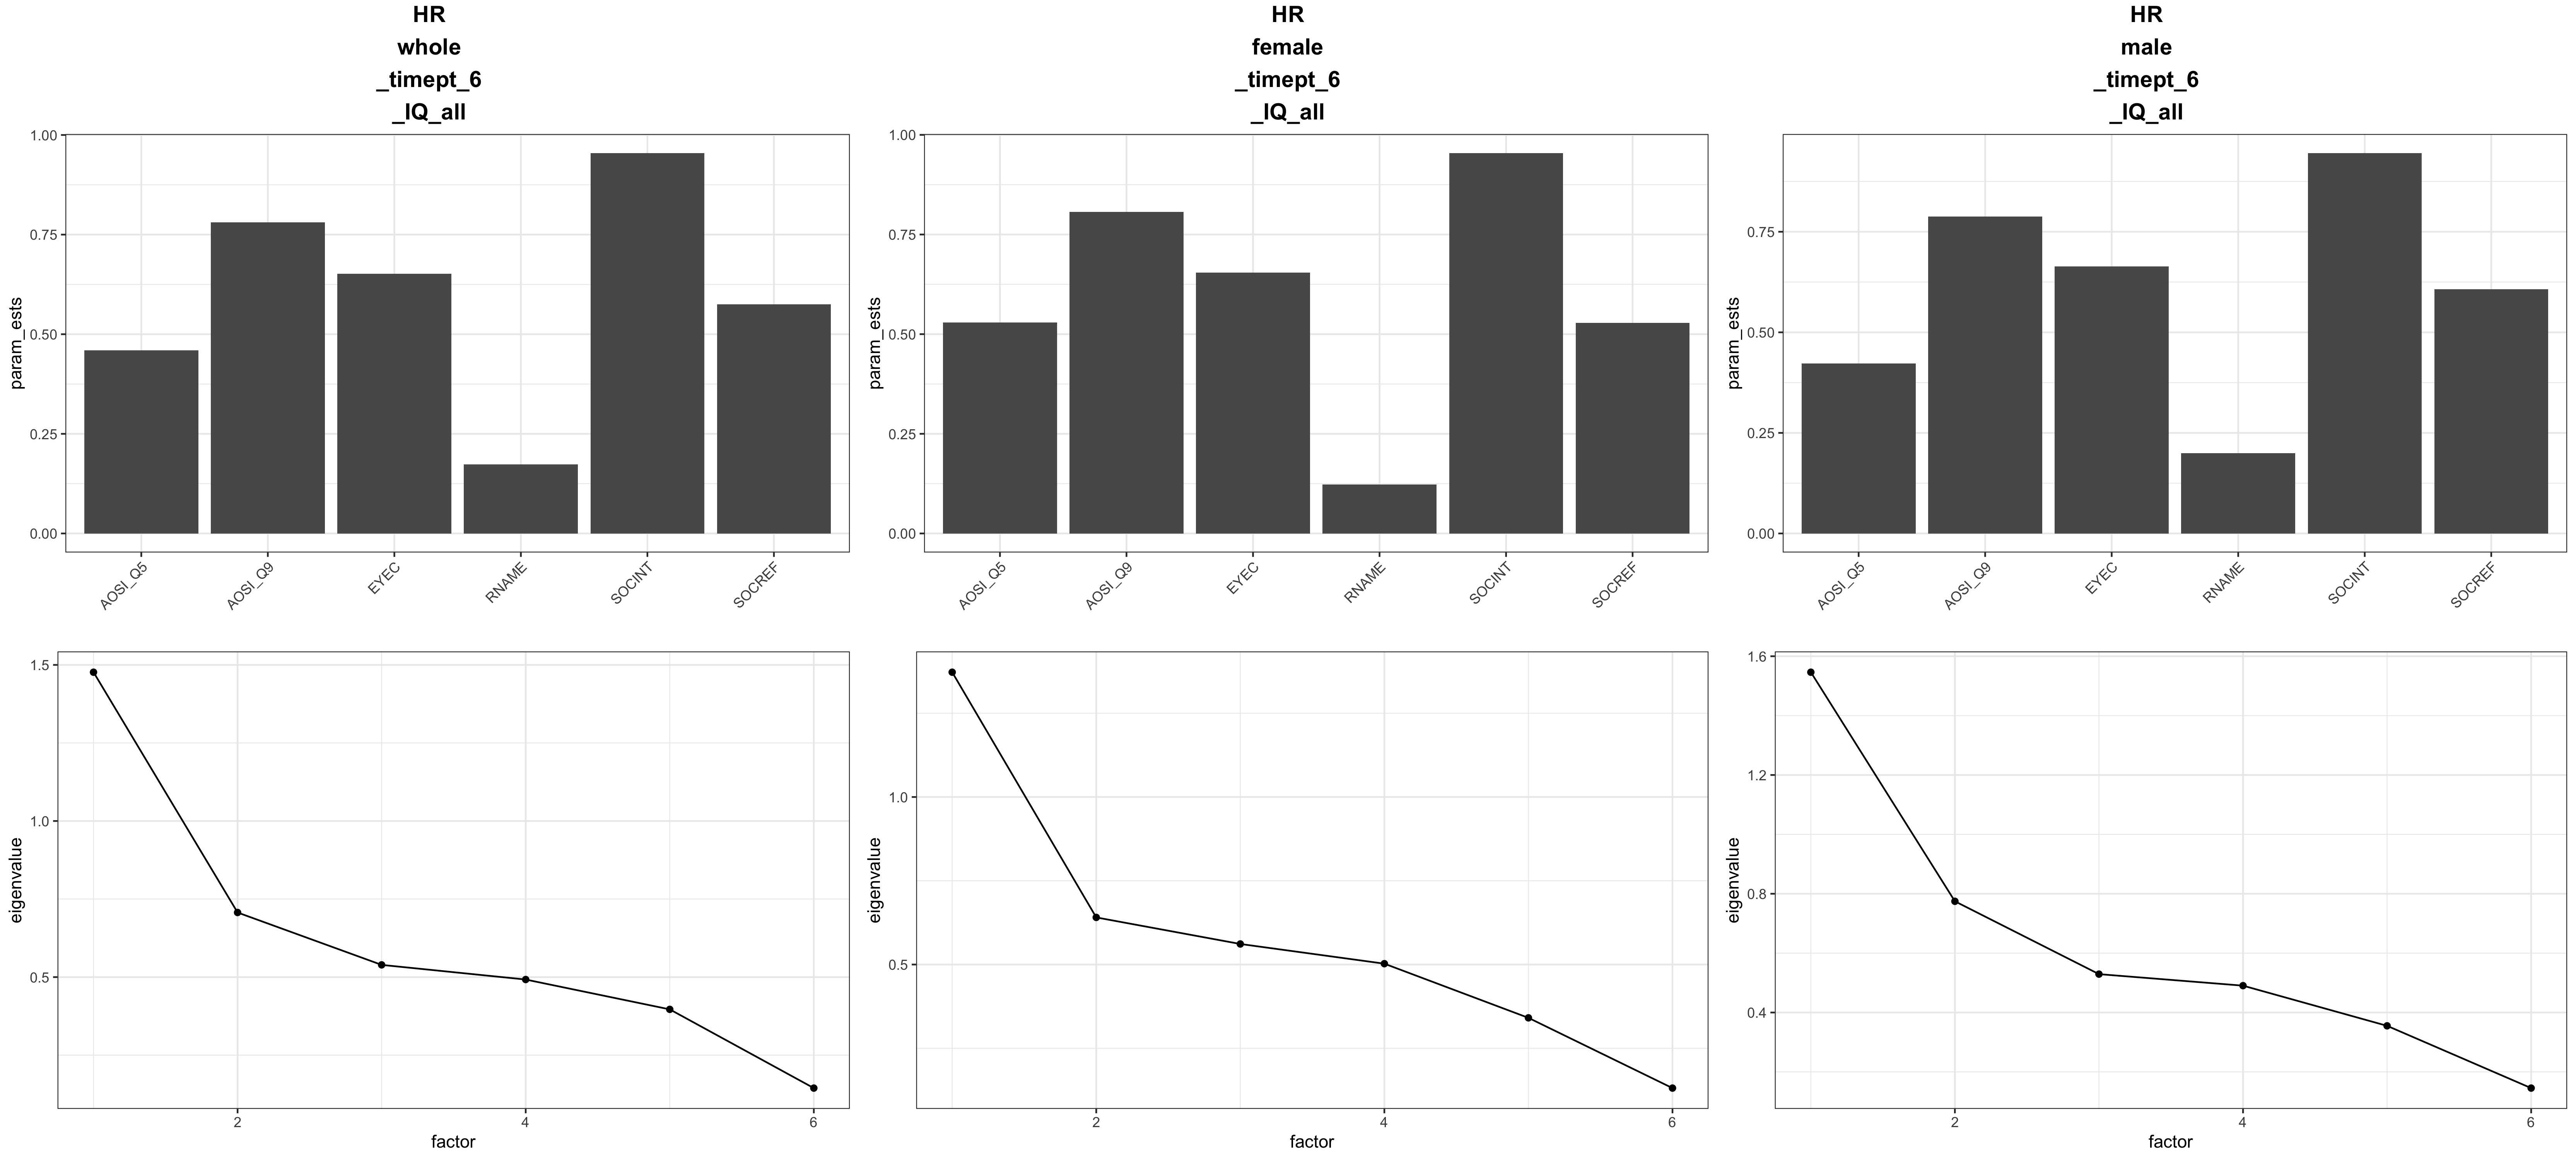 HR
whole
_timept_6
_IQ_all
HR
female
_timept_6
_IQ_all
HR
male
_timept_6
_IQ_all
param_ests
1.00
0.75
0.50
0.25
0.00
AOSI_Q5
AOSI_Q9
EYEC
RNAME
SOCINT
SOCREF
param_ests
1.00
0.75
0.50
0.25
0.00
AOSI_Q5
AOSI_Q9
EYEC
RNAME
SOCINT
SOCREF
param_ests
0.75
0.50
0.25
0.00
AOSI_Q5
AOSI_Q9
EYEC
RNAME
SOCINT
SOCREF
eigenvalue
1.5
1.0
0.5
2 4 6
factor
eigenvalue
1.0
0.5
2 4 6
factor
eigenvalue
1.6
1.2
0.8
0.4
2 4 6
factor